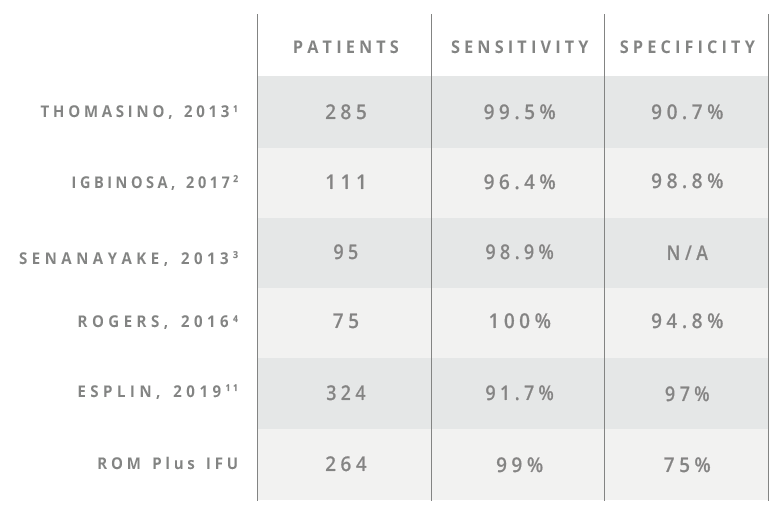 PATIENTS SENSITIVITY SPECIFICITY
THOMASINO, 2013¹ 285 99.5% 90.7%
IGBINOSA, 2017² 111 96.4% 98.8%
SENANAYAKE, 2013³ 95 98.9% N/A
ROGERS, 2016⁴ 75 100% 94.8%
ESPLIN, 2019¹¹ 324 91.7% 97%
ROM Plus IFU 264 99% 75%